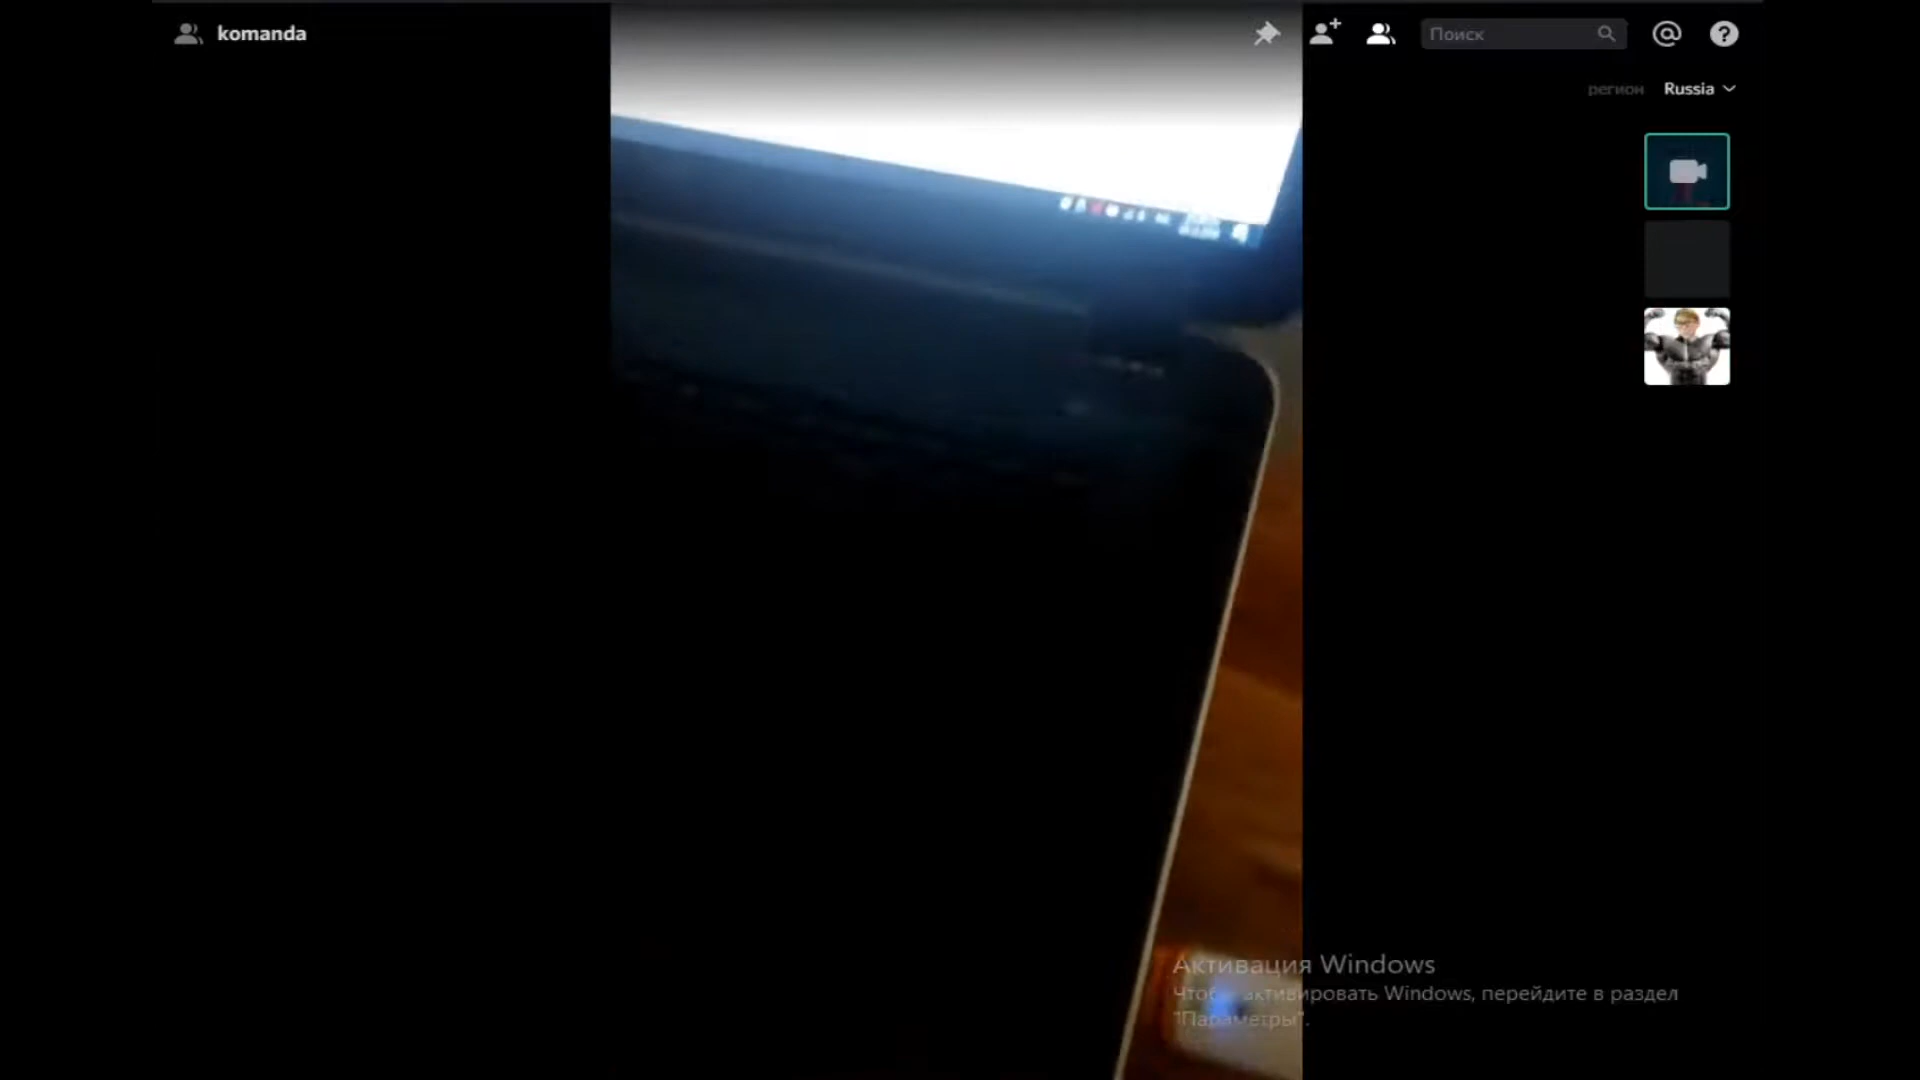 komanda
Поиск
регион Russia
Активация Windows
Чтобы активировать Windows, перейдите в раздел
"Параметры".